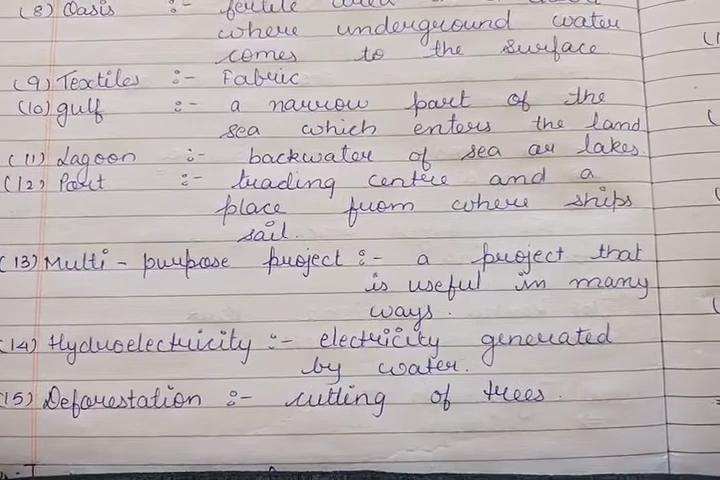 (8) Oasis :- fertile
where underground water
comes to the surface
(9) Textiles :- Fabric
(10) gulf :- a narrow part of the
sea which enters the land
(11) Lagoon :- backwater of sea or lakes.
(12) Port :- trading centre and a
place from where ships
sail.
(13) Multi-purpose project :- a project that
is useful in many
ways.
(14) Hydroelectricity :- electricity generated
by water.
(15) Deforestation :- cutting of trees.